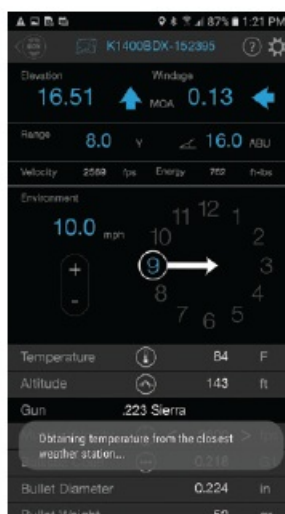 87% 1:21 PM
K1400BDX-152395 ?
Elevation Windage
16.51 MOA 0.13
Range 8.0 Y 16.0 ABU
Velocity 2569 fps Energy 762 ft-lbs
Environment
10.0 mph
+
-
12
11 1
10 2
9 3
8 4
7 5
6
Temperature 84 F
Altitude 143 ft
Gun .223 Sierra
Obtaining temperature from the closest
weather station...
0.218
Bullet Diameter 0.224 in
Bullet Weight